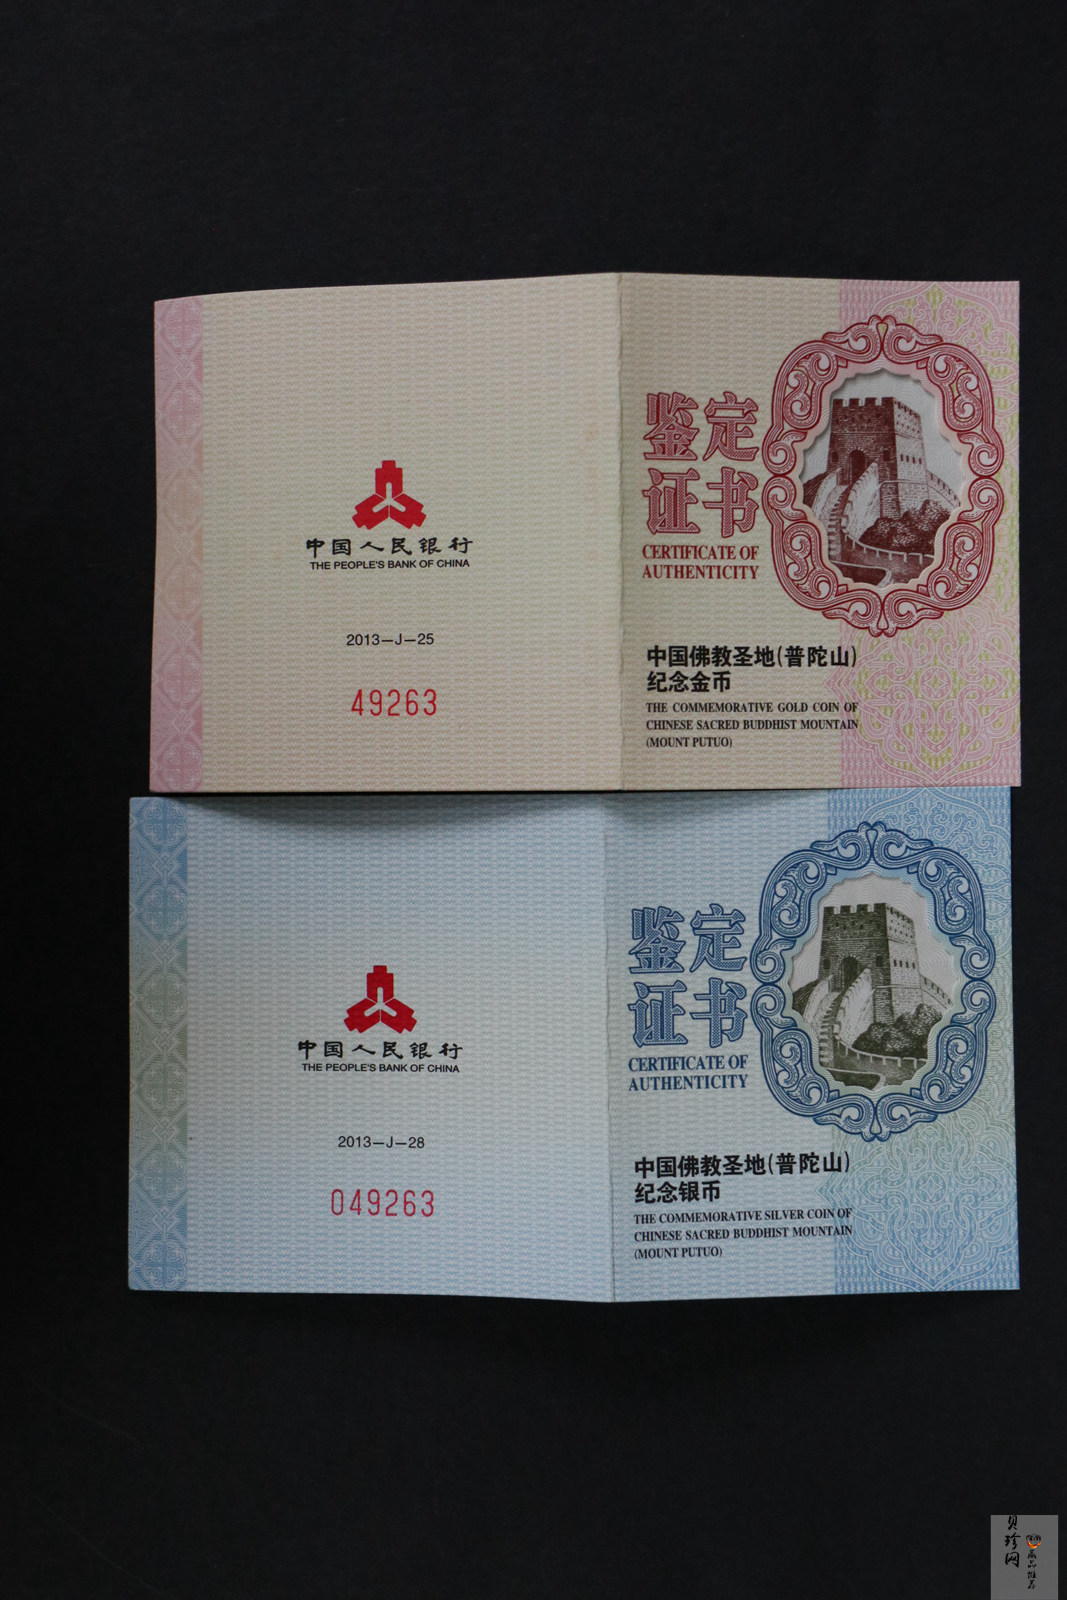 中国人民银行
THE PEOPLE'S BANK OF CHINA
2013—J—25
49263
鉴定
证书
CERTIFICATE OF
AUTHENTICITY
中国佛教圣地(普陀山)
纪念金币
THE COMMEMORATIVE GOLD COIN OF
CHINESE SACRED BUDDHIST MOUNTAIN
(MOUNT PUTUO)
中国人民银行
THE PEOPLE'S BANK OF CHINA
2013—J—28
049263
鉴定
证书
CERTIFICATE OF
AUTHENTICITY
中国佛教圣地(普陀山)
纪念银币
THE COMMEMORATIVE SILVER COIN OF
CHINESE SACRED BUDDHIST MOUNTAIN
(MOUNT PUTUO)
贝珍网